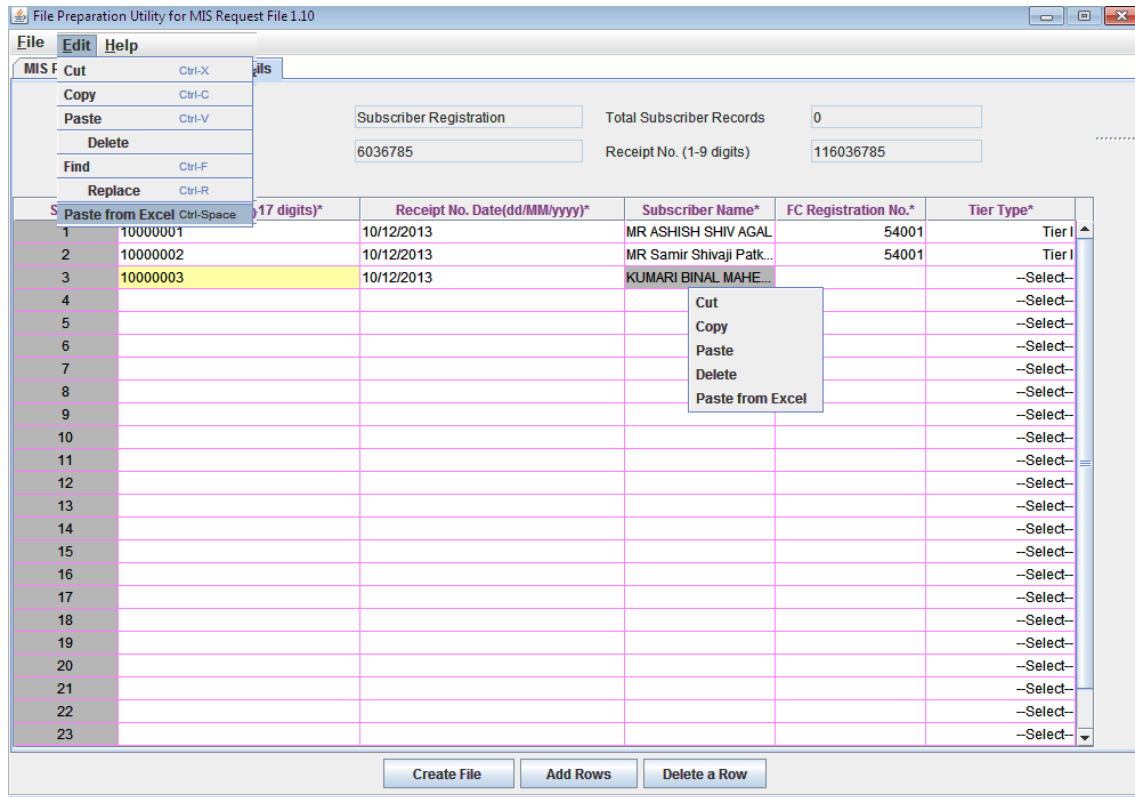 File Preparation Utility for MIS Request File 1.10
File Edit Help
MIS ils
Cut Ctrl-X
Copy Ctrl-C
Paste Ctrl-V
Delete
Find Ctrl-F
Replace Ctrl-R
Paste from Excel Ctrl-Space
Subscriber Registration Total Subscriber Records 0
6036785 Receipt No. (1-9 digits) 116036785
17 digits)* Receipt No. Date(dd/MM/yyyy)* Subscriber Name* FC Registration No.* Tier Type*
1 10000001 10/12/2013 MR ASHISH SHIV AGAL 54001 Tier I
2 10000002 10/12/2013 MR Samir Shivaji Patk... 54001 Tier I
3 10000003 10/12/2013 KUMARI BINAL MAHE... --Select--
4 --Select--
5 --Select--
6 --Select--
7 --Select--
8 --Select--
9 --Select--
10 --Select--
11 --Select--
12 --Select--
13 --Select--
14 --Select--
15 --Select--
16 --Select--
17 --Select--
18 --Select--
19 --Select--
20 --Select--
21 --Select--
22 --Select--
23 --Select--
Cut
Copy
Paste
Delete
Paste from Excel
Create File Add Rows Delete a Row